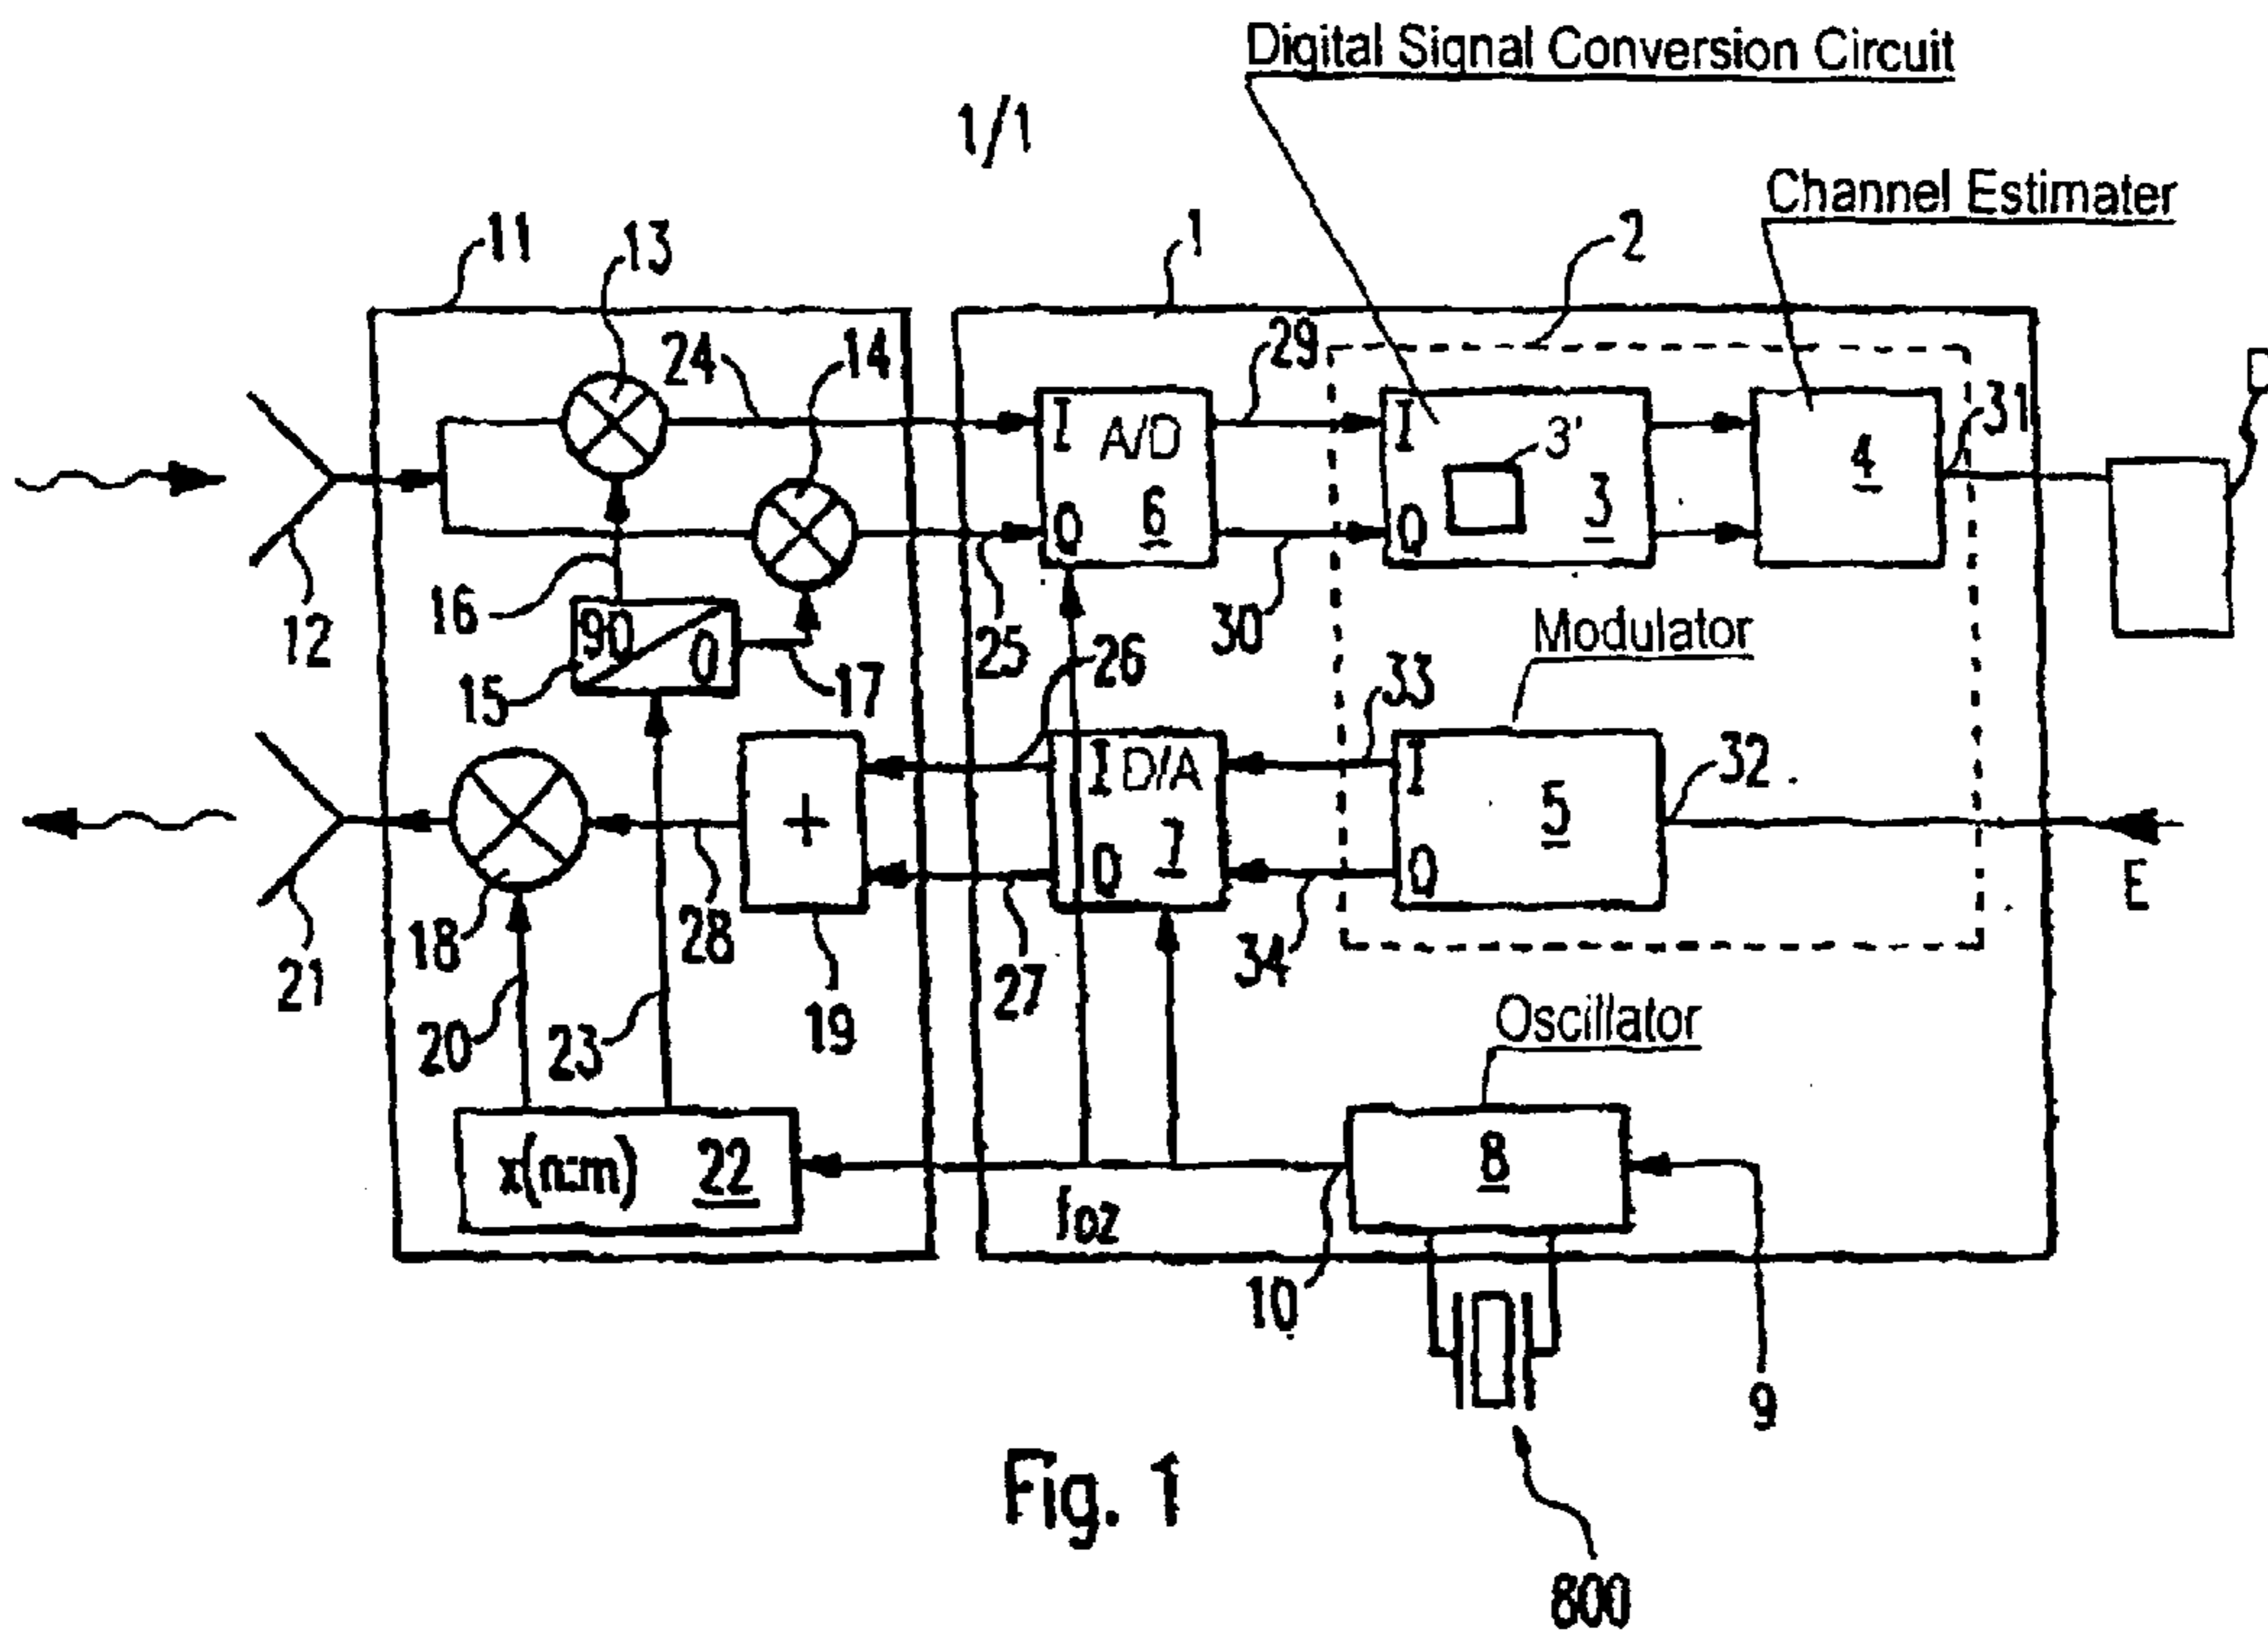 Digital Signal Conversion Circuit
1/1
Channel Estimater
11
13
1
2
24
14
29
D
I
A/D
I
3'
31
4
Q
6
Q
3
12
16
90
0
25
26
30
Modulator
15
17
33
I
D/A
I
32
+
5
Q
7
Q
E
18
28
21
27
34
20
23
19
Oscillator
x(n:m)
22
8
foz
10
9
Fig. 1
800